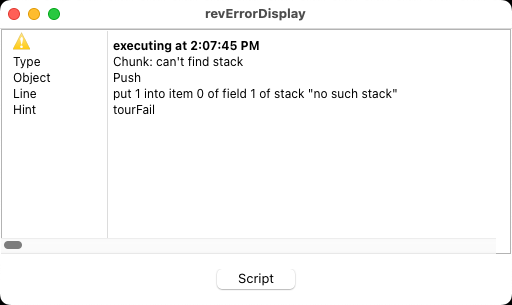 revErrorDisplay
executing at 2:07:45 PM
Type Chunk: can't find stack
Object Push
Line put 1 into item 0 of field 1 of stack "no such stack"
Hint tourFail
Script